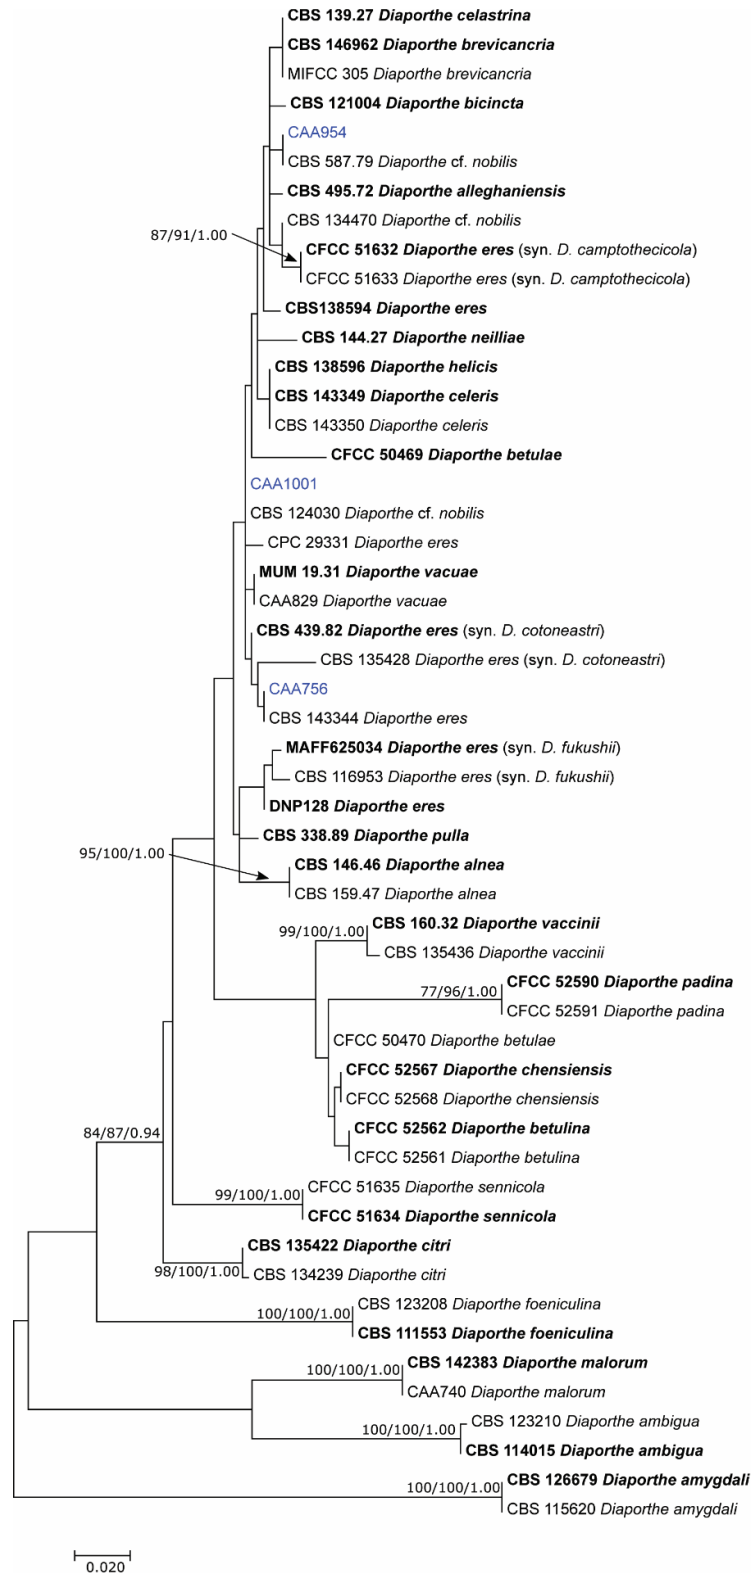 CBS 139.27 Diaporthe celastrina
CBS 146962 Diaporthe brevicancria
MIFCC 305 Diaporthe brevicancria
CBS 121004 Diaporthe bicincta
CAA954
CBS 587.79 Diaporthe cf. nobilis
CBS 495.72 Diaporthe alleghaniensis
CBS 134470 Diaporthe cf. nobilis
87/91/1.00
CFCC 51632 Diaporthe eres (syn. D. camptothecicola)
CFCC 51633 Diaporthe eres (syn. D. camptothecicola)
CBS138594 Diaporthe eres
CBS 144.27 Diaporthe neilliae
CBS 138596 Diaporthe helicis
CBS 143349 Diaporthe celeris
CBS 143350 Diaporthe celeris
CFCC 50469 Diaporthe betulae
CAA1001
CBS 124030 Diaporthe cf. nobilis
CPC 29331 Diaporthe eres
MUM 19.31 Diaporthe vacuae
CAA829 Diaporthe vacuae
CBS 439.82 Diaporthe eres (syn. D. cotoneastri)
CBS 135428 Diaporthe eres (syn. D. cotoneastri)
CAA756
CBS 143344 Diaporthe eres
MAFF625034 Diaporthe eres (syn. D. fukushii)
CBS 116953 Diaporthe eres (syn. D. fukushii)
DNP128 Diaporthe eres
CBS 338.89 Diaporthe pulla
95/100/1.00
CBS 146.46 Diaporthe alnea
CBS 159.47 Diaporthe alnea
CBS 160.32 Diaporthe vaccinii
99/100/1.00
CBS 135436 Diaporthe vaccinii
CFCC 52590 Diaporthe padina
77/96/1.00
CFCC 52591 Diaporthe padina
CFCC 50470 Diaporthe betulae
CFCC 52567 Diaporthe chensiensis
CFCC 52568 Diaporthe chensiensis
CFCC 52562 Diaporthe betulina
84/87/0.94
CFCC 52561 Diaporthe betulina
CFCC 51635 Diaporthe sennicola
99/100/1.00
CFCC 51634 Diaporthe sennicola
CBS 135422 Diaporthe citri
98/100/1.00
CBS 134239 Diaporthe citri
CBS 123208 Diaporthe foeniculina
100/100/1.00
CBS 111553 Diaporthe foeniculina
CBS 142383 Diaporthe malorum
100/100/1.00
CAA740 Diaporthe malorum
CBS 123210 Diaporthe ambigua
100/100/1.00
CBS 114015 Diaporthe ambigua
CBS 126679 Diaporthe amygdali
100/100/1.00
CBS 115620 Diaporthe amygdali
0.020